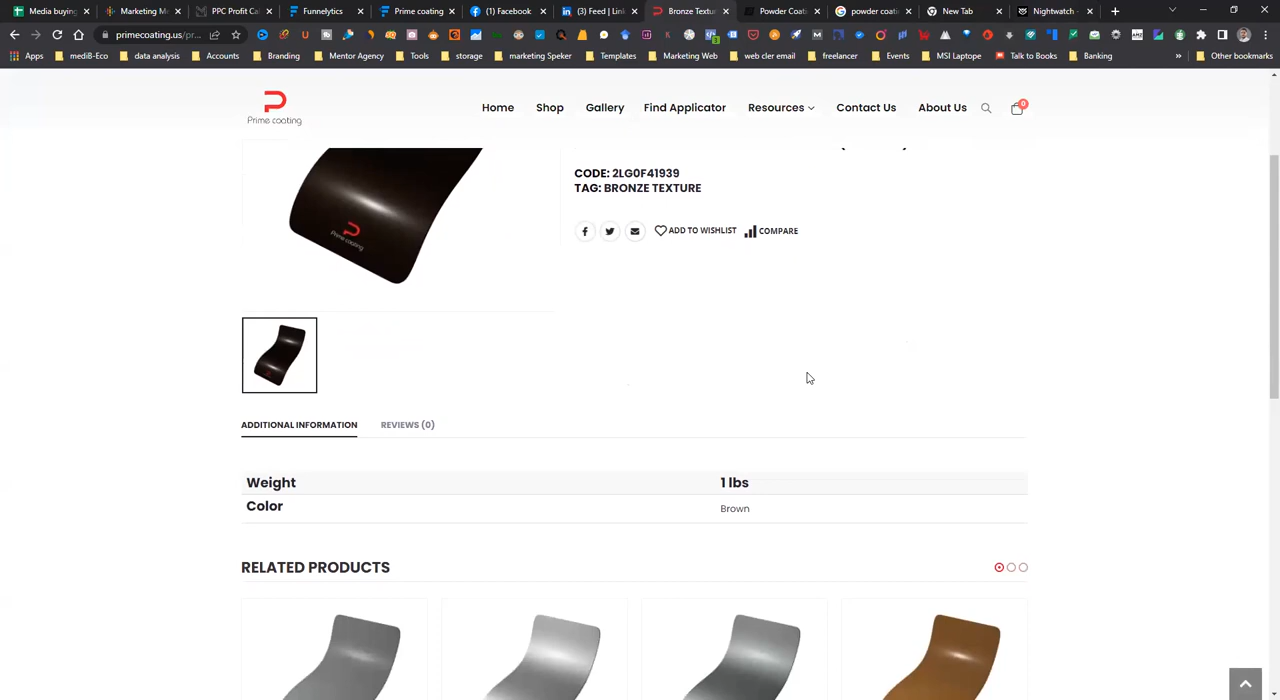 Media buying
Marketing M
PPC Profit Cal
Funnelytics
Prime coating
(1) Facebook
(3) Feed | Link
Bronze Textur
Powder Coati
powder coati
New Tab
Nightwatch -
primecoating.us/pr...
Apps
mediB-Eco
data analysis
Accounts
Branding
Mentor Agency
Tools
storage
marketing Speker
Templates
Marketing Web
web cler email
freelancer
Events
MSI Laptope
Talk to Books
Banking
Other bookmarks
Prime coating
Home
Shop
Gallery
Find Applicator
Resources
Contact Us
About Us
0
CODE: 2LG0F41939
TAG: BRONZE TEXTURE
ADD TO WISHLIST
COMPARE
Prime coating
ADDITIONAL INFORMATION
REVIEWS (0)
Weight 1 lbs
Color Brown
RELATED PRODUCTS